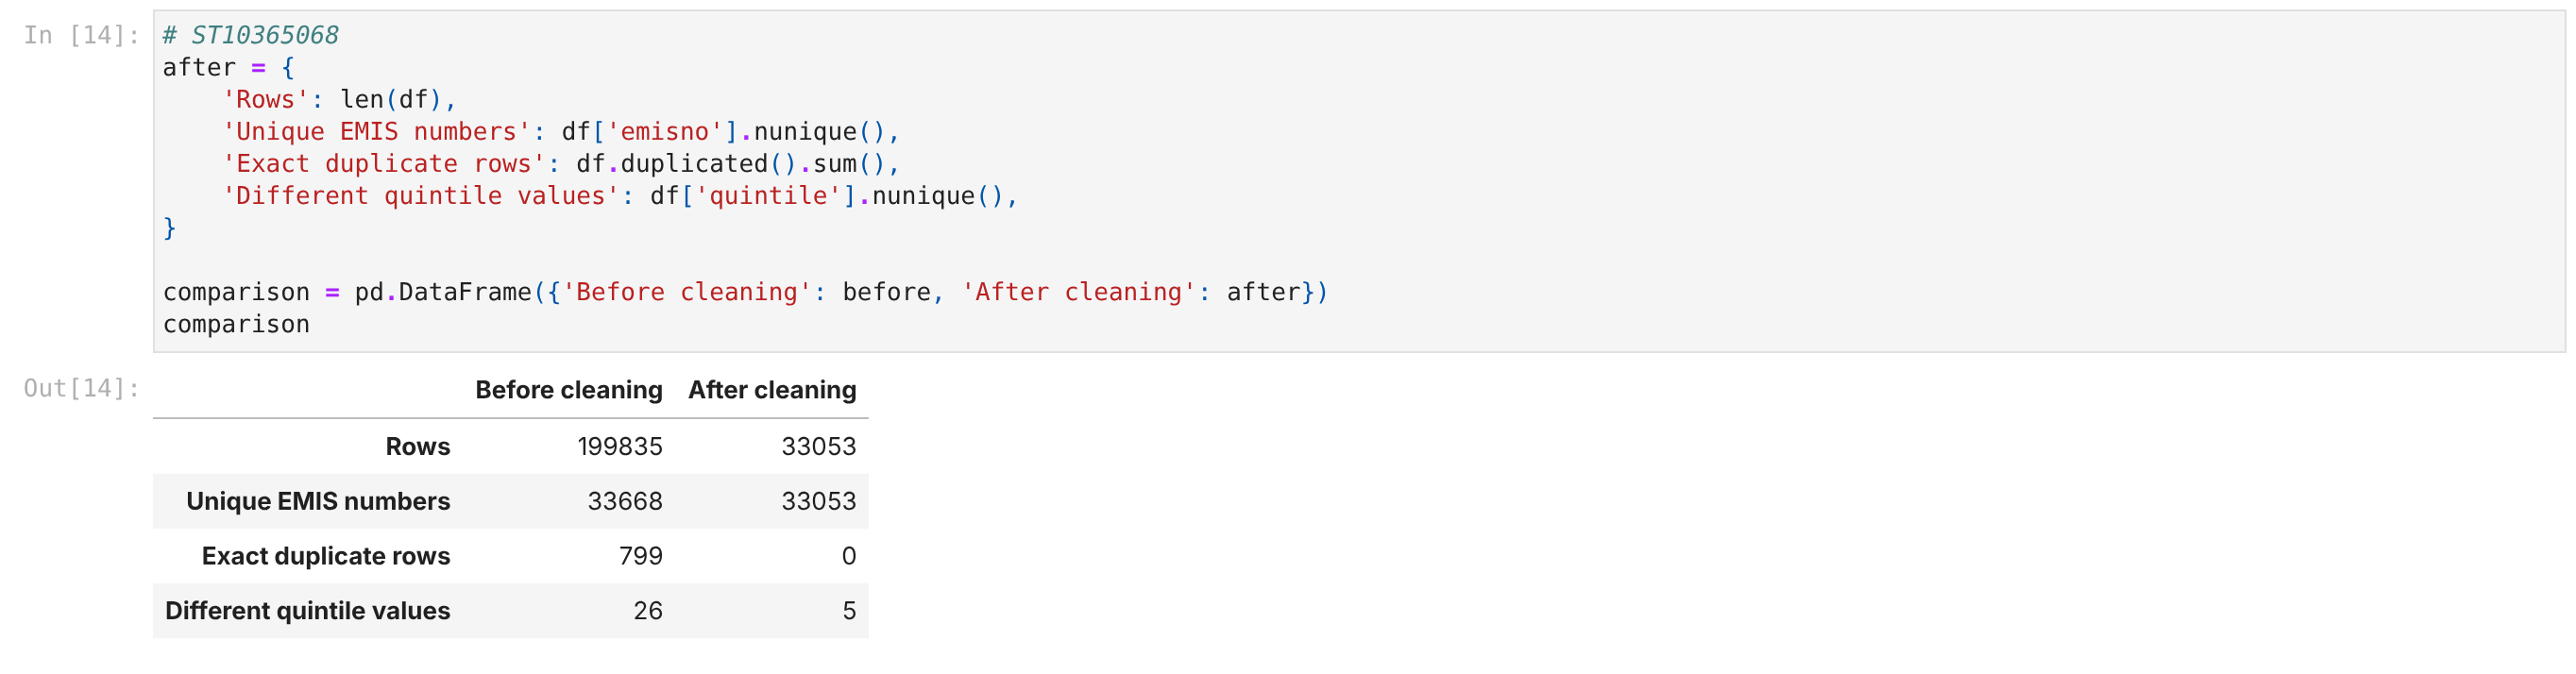 In [14]:
# ST10365068
after = {
    'Rows': len(df),
    'Unique EMIS numbers': df['emisno'].nunique(),
    'Exact duplicate rows': df.duplicated().sum(),
    'Different quintile values': df['quintile'].nunique(),
}
comparison = pd.DataFrame({'Before cleaning': before, 'After cleaning': after})
comparison
Out[14]:
Before cleaning After cleaning
Rows 199835 33053
Unique EMIS numbers 33668 33053
Exact duplicate rows 799 0
Different quintile values 26 5